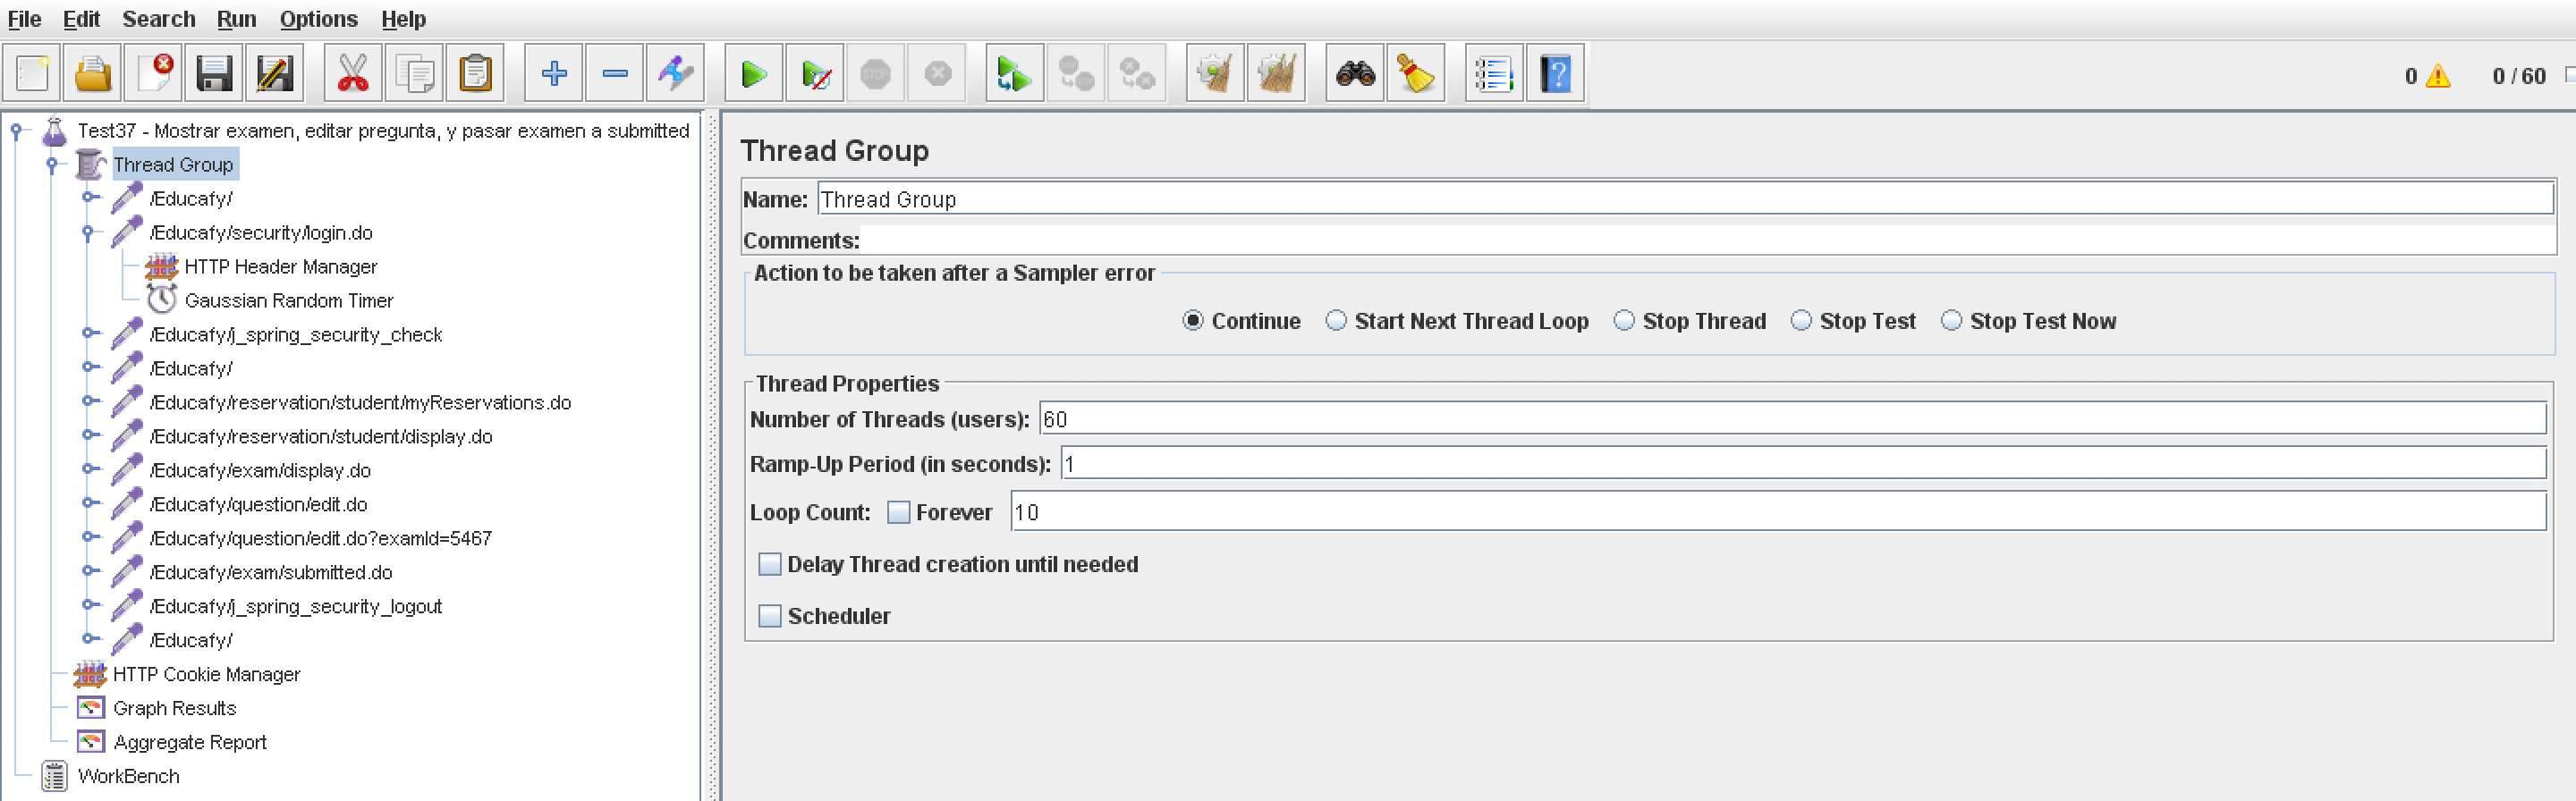 File Edit Search Run Options Help
STOP
0 0 / 60
Test37 - Mostrar examen, editar pregunta, y pasar examen a submitted
Thread Group
/Educafy/
/Educafy/security/login.do
HTTP Header Manager
Gaussian Random Timer
/Educafy/j_spring_security_check
/Educafy/
/Educafy/reservation/student/myReservations.do
/Educafy/reservation/student/display.do
/Educafy/exam/display.do
/Educafy/question/edit.do
/Educafy/question/edit.do?examId=5467
/Educafy/exam/submitted.do
/Educafy/j_spring_security_logout
/Educafy/
HTTP Cookie Manager
Graph Results
Aggregate Report
WorkBench
Thread Group
Name: Thread Group
Comments:
Action to be taken after a Sampler error
Continue Start Next Thread Loop Stop Thread Stop Test Stop Test Now
Thread Properties
Number of Threads (users): 60
Ramp-Up Period (in seconds): 1
Loop Count: Forever 10
Delay Thread creation until needed
Scheduler